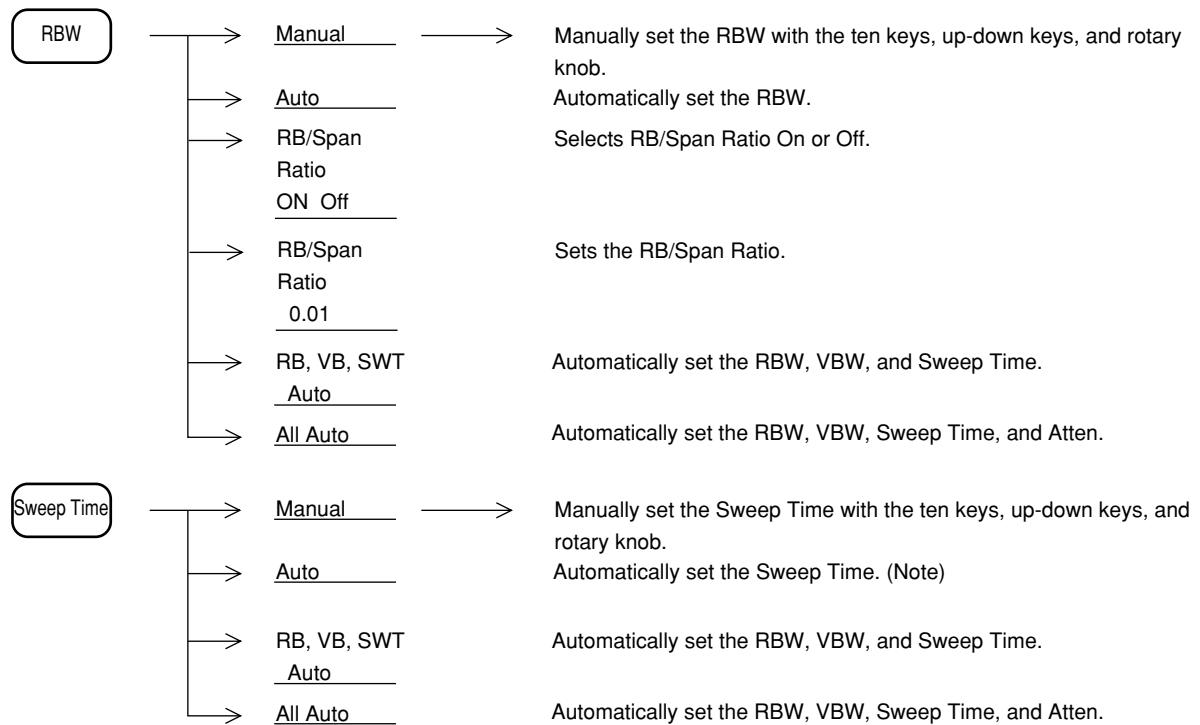 RBW
Manual
Manually set the RBW with the ten keys, up-down keys, and rotary
knob.
Auto
Automatically set the RBW.
RB/Span
Ratio
ON Off
Selects RB/Span Ratio On or Off.
RB/Span
Ratio
0.01
Sets the RB/Span Ratio.
RB, VB, SWT
Auto
Automatically set the RBW, VBW, and Sweep Time.
All Auto
Automatically set the RBW, VBW, Sweep Time, and Atten.
Sweep Time
Manual
Manually set the Sweep Time with the ten keys, up-down keys, and
rotary knob.
Auto
Automatically set the Sweep Time. (Note)
RB, VB, SWT
Auto
Automatically set the RBW, VBW, and Sweep Time.
All Auto
Automatically set the RBW, VBW, Sweep Time, and Atten.